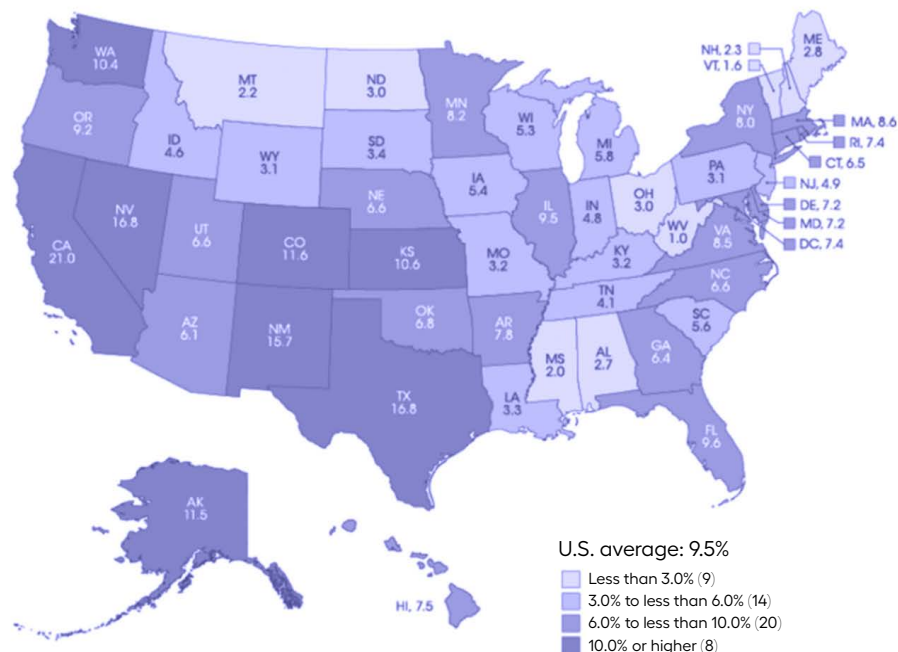 WA
10.4
OR
9.2
CA
21.0
NV
16.8
ID
4.6
MT
2.2
WY
3.1
UT
6.6
AZ
6.1
CO
11.6
NM
15.7
ND
3.0
SD
3.4
NE
6.6
KS
10.6
OK
6.8
TX
16.8
MN
8.2
IA
5.4
MO
3.2
AR
7.8
LA
3.3
WI
5.3
IL
9.5
MI
5.8
IN
4.8
OH
3.0
KY
3.2
TN
4.1
MS
2.0
AL
2.7
GA
6.4
FL
9.6
SC
5.6
NC
6.6
VA
8.5
WV
1.0
PA
3.1
NY
8.0
ME
2.8
NH, 2.3
VT, 1.6
MA, 8.6
RI, 7.4
CT, 6.5
NJ, 4.9
DE, 7.2
MD, 7.2
DC, 7.4
AK
11.5
HI, 7.5
U.S. average: 9.5%
Less than 3.0% (9)
3.0% to less than 6.0% (14)
6.0% to less than 10.0% (20)
10.0% or higher (8)